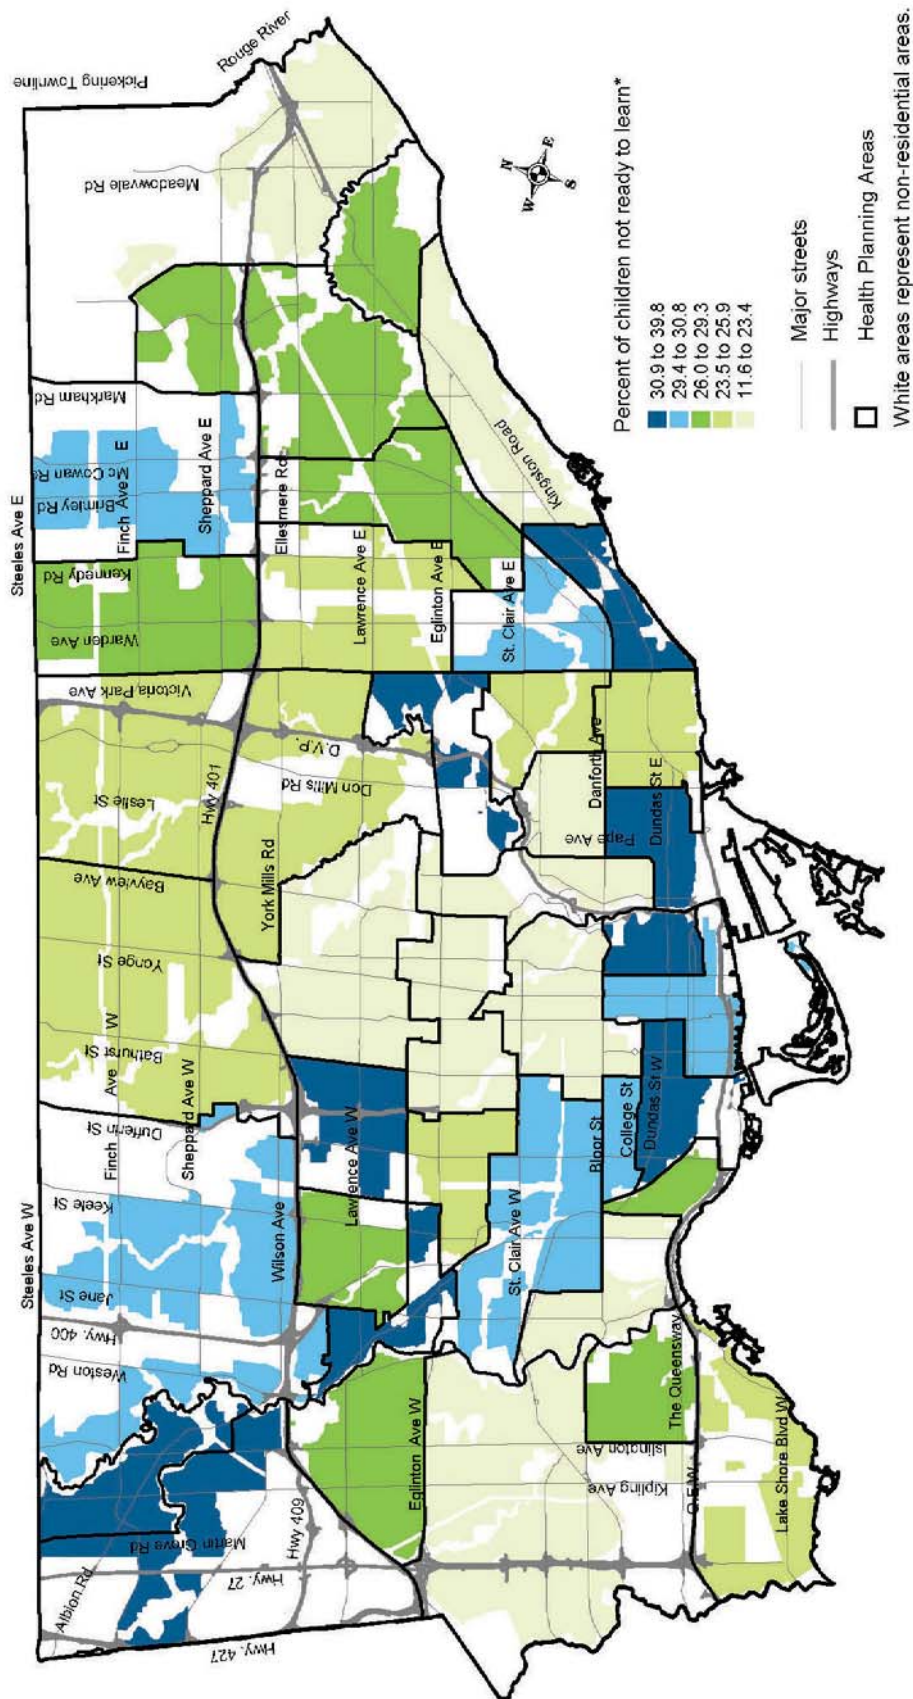 Steeles Ave W
Steeles Ave E
Pickering Townline
Rouge River
Meadowvale Rd
Markham Rd
Mc Cowan Rd
Brimley Rd
Kennedy Rd
Warden Ave
Victoria Park Ave
Leslie St
Bayview Ave
Yonge St
Bathurst St
Dufferin St
Keele St
Jane St
Hwy. 400
Weston Rd
Albion Rd
Martin Grove Rd
Hwy. 27
Hwy. 427
Hwy 409
Finch Ave W
Finch Ave E
Sheppard Ave W
Sheppard Ave E
Hwy 401
Wilson Ave
York Mills Rd
Ellesmere Rd
D.V.P.
Don Mills Rd
Lawrence Ave W
Lawrence Ave E
Eglinton Ave W
Eglinton Ave E
St. Clair Ave W
St. Clair Ave E
Kingston Road
Danforth Ave
Pape Ave
Bloor St
College St
Dundas St W
Dundas St E
The Queensway
Islington Ave
Kipling Ave
Q.E.W.
Lake Shore Blvd W
N
W
E
S
Percent of children not ready to learn*
30.9 to 39.8
29.4 to 30.8
26.0 to 29.3
23.5 to 25.9
11.6 to 23.4
Major streets
Highways
Health Planning Areas
White areas represent non-residential areas.